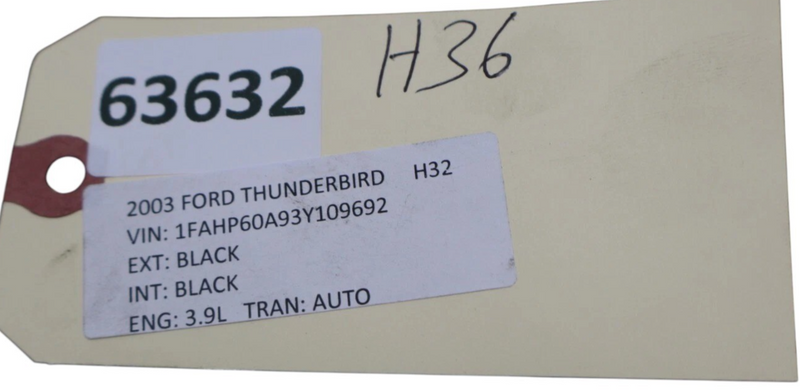 63632
H36
2003 FORD THUNDERBIRD H32
VIN: 1FAHP60A93Y109692
EXT: BLACK
INT: BLACK
ENG: 3.9L TRAN: AUTO